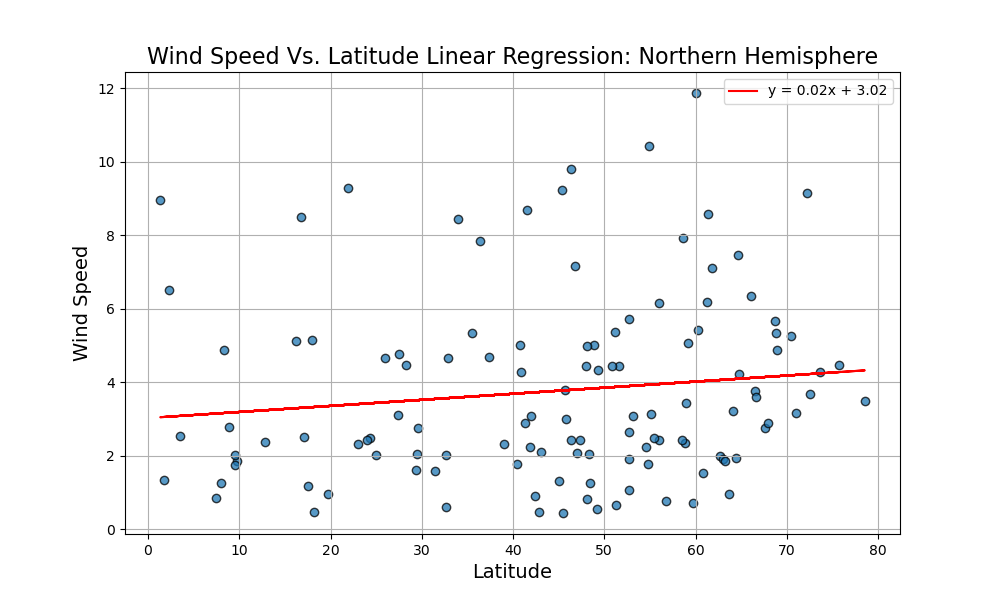 Wind Speed Vs. Latitude Linear Regression: Northern Hemisphere
y = 0.02x + 3.02
12
10
8
6
4
2
0
Wind Speed
0 10 20 30 40 50 60 70 80
Latitude